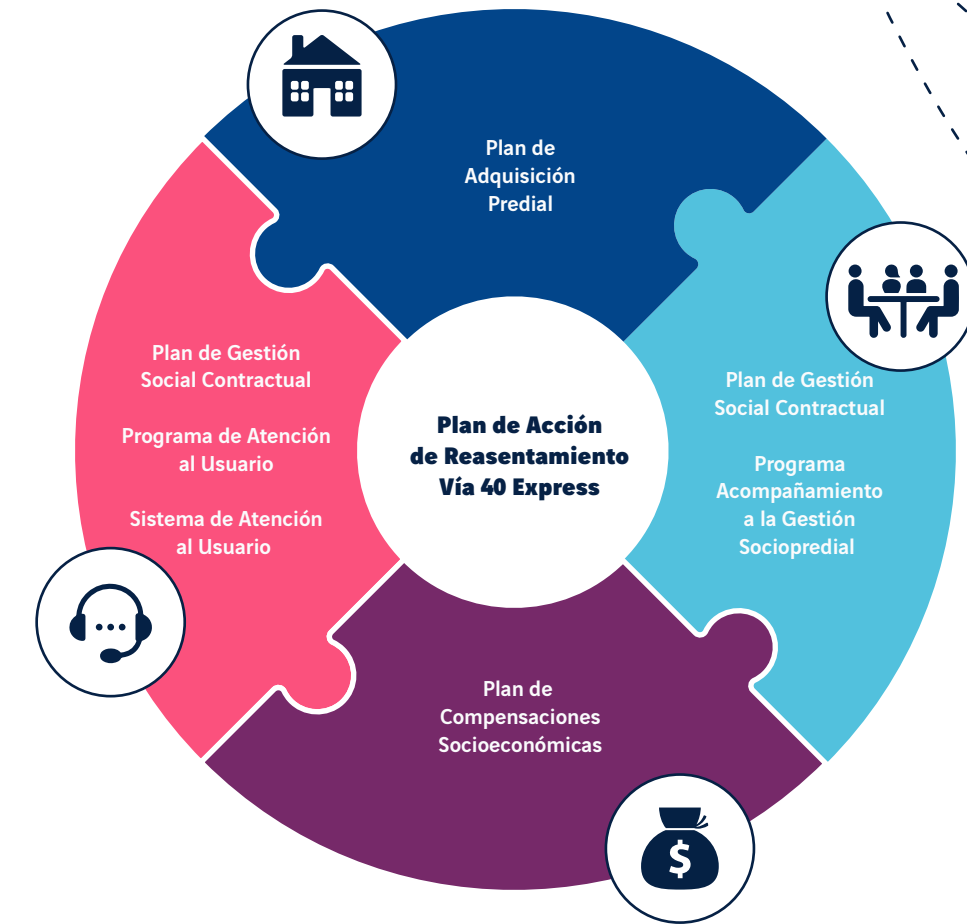 Plan de
Adquisición
Predial
Plan de Gestión
Social Contractual
Programa de Atención
al Usuario
Sistema de Atención
al Usuario
Plan de Acción
de Reasentamiento
Vía 40 Express
Plan de Gestión
Social Contractual
Programa
Acompañamiento
a la Gestión
Sociopredial
Plan de
Compensaciones
Socioeconómicas
$